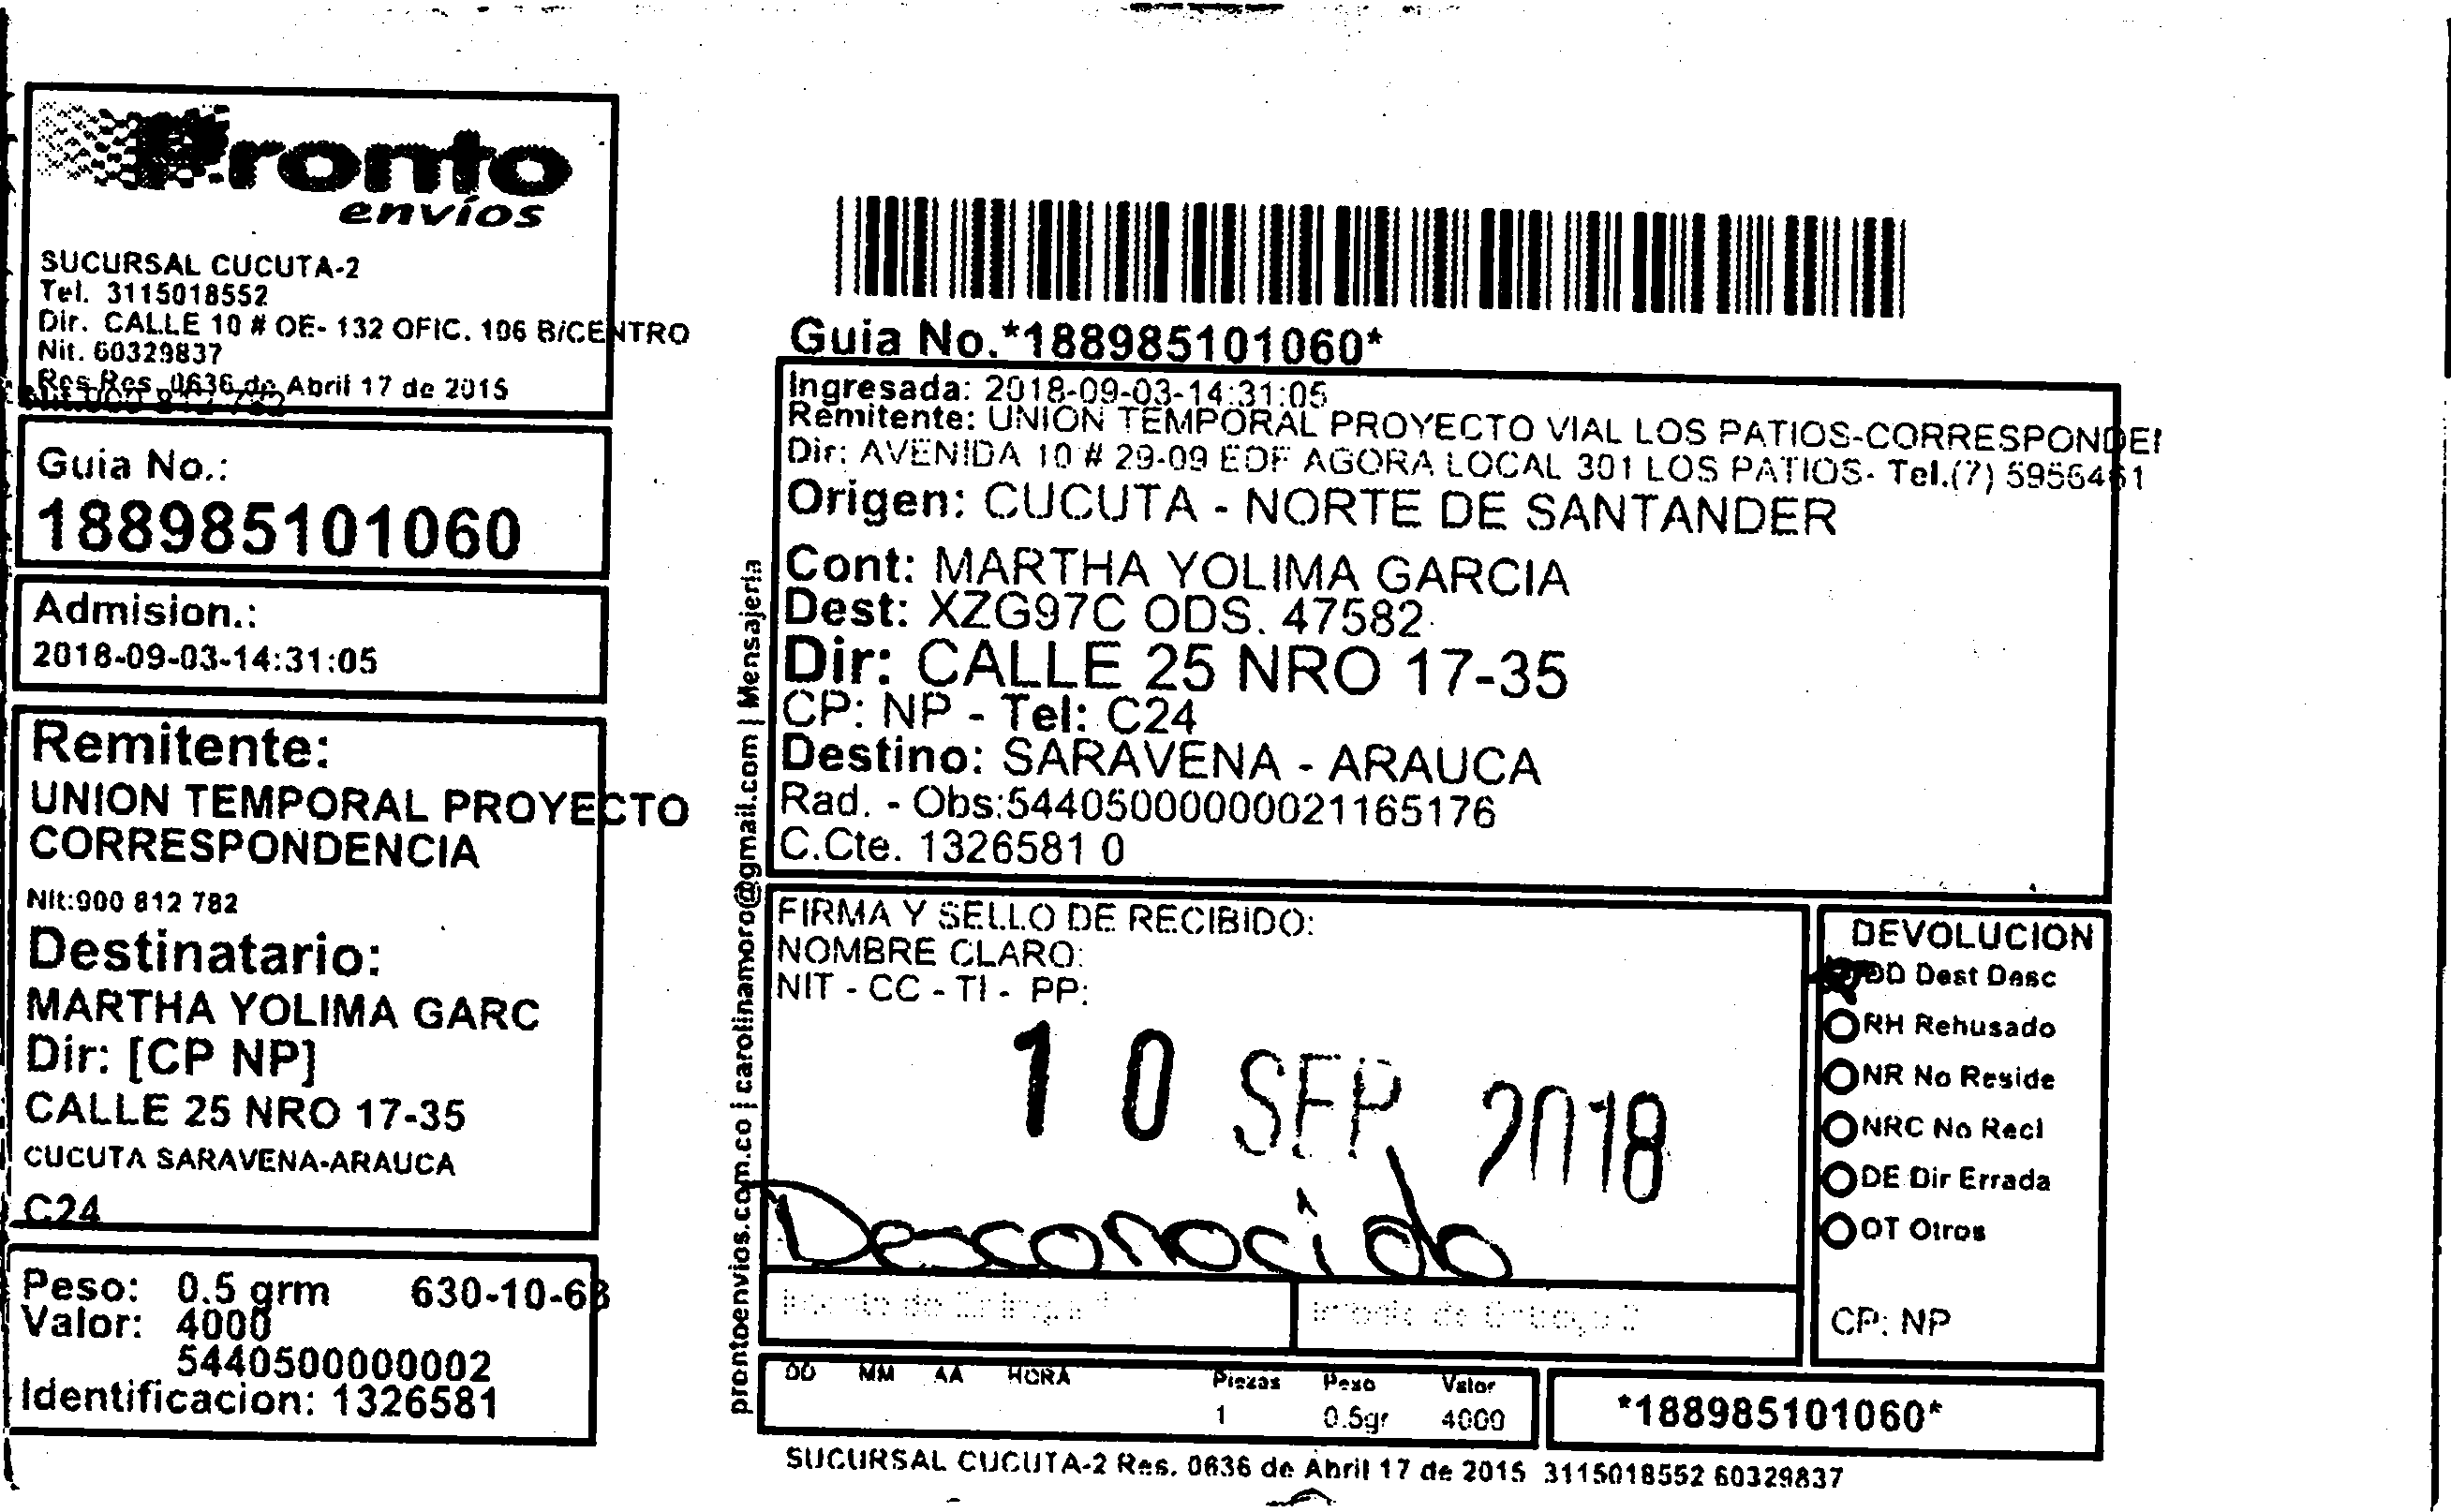 Pronto
envíos
SUCURSAL CUCUTA-2
Tel. 3115018552
Dir. CALLE 10 # OE- 132 OFIC. 106 B/CENTRO
Nit. 60329837
Res Res. 0636 de Abril 17 de 2015
Guia No.:
188985101060
Admision.:
2018-09-03-14:31:05
Remitente:
UNION TEMPORAL PROYECTO
CORRESPONDENCIA
Nit:900 812 782
Destinatario:
MARTHA YOLIMA GARC
Dir: [CP NP]
CALLE 25 NRO 17-35
CUCUTA SARAVENA-ARAUCA
C24
Peso: 0.5 grm 630-10-63
Valor: 4000
5440500000002
Identificacion: 1326581
prontoenvios.com.co | carolinamoro@gmail.com | Mensajeria
Guia No.*188985101060*
Ingresada: 2018-09-03-14:31:05
Remitente: UNION TEMPORAL PROYECTO VIAL LOS PATIOS-CORRESPONDEI
Dir: AVENIDA 10 # 29-09 EDF AGORA LOCAL 301 LOS PATIOS- Tel.(7) 5956461
Origen: CUCUTA - NORTE DE SANTANDER
Cont: MARTHA YOLIMA GARCIA
Dest: XZG97C ODS. 47582
Dir: CALLE 25 NRO 17-35
CP: NP - Tel: C24
Destino: SARAVENA - ARAUCA
Rad. - Obs:544050000000021165176
C.Cte. 1326581 0
FIRMA Y SELLO DE RECIBIDO:
NOMBRE CLARO:
NIT - CC - TI - PP:
10 SEP 2018
Desconocido
DEVOLUCION
DD Dest Desc
RH Rehusado
NR No Reside
NRC No Recl
DE Dir Errada
OT Otros
CP: NP
DD MM AA HORA Piezas Peso Valor
1 0.5gr 4000
*188985101060*
SUCURSAL CUCUTA-2 Res. 0636 de Abril 17 de 2015 3115018552 60329837